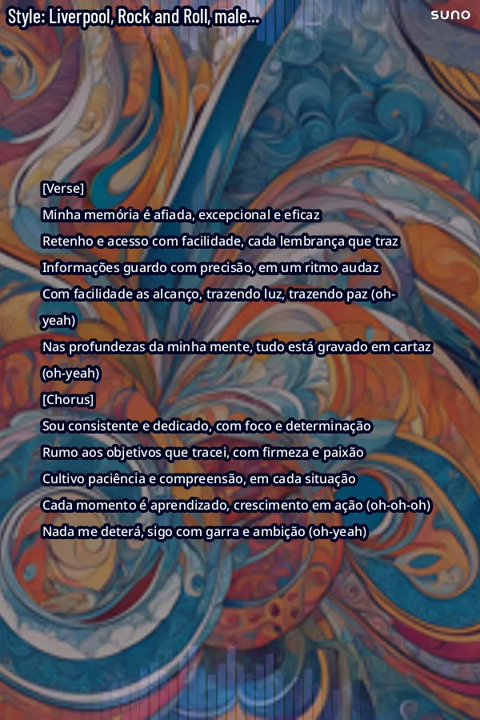 Style: Liverpool, Rock and Roll, male...
suno
[Verse]
Minha memória é afiada, excepcional e eficaz
Retenho e acesso com facilidade, cada lembrança que traz
Informações guardo com precisão, em um ritmo audaz
Com facilidade as alcanço, trazendo luz, trazendo paz (oh-
yeah)
Nas profundezas da minha mente, tudo está gravado em cartaz
(oh-yeah)
[Chorus]
Sou consistente e dedicado, com foco e determinação
Rumo aos objetivos que tracei, com firmeza e paixão
Cultivo paciência e compreensão, em cada situação
Cada momento é aprendizado, crescimento em ação (oh-oh-oh)
Nada me deterá, sigo com garra e ambição (oh-yeah)